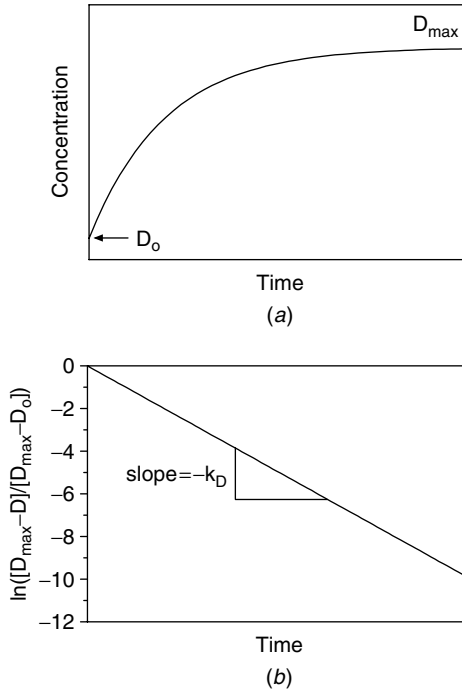 D_max
Concentration
D_o
Time
(a)
ln([D_max−D]/[D_max−D_o])
0
−2
−4
slope=−k_D
−6
−8
−10
−12
Time
(b)